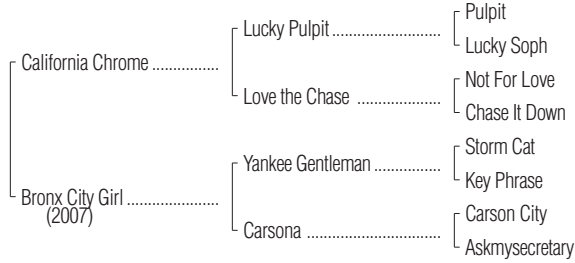 Pulpit
Lucky Pulpit ........................
Lucky Soph
California Chrome ...............
Not For Love
Love the Chase ..................
Chase It Down
Storm Cat
Yankee Gentleman ..............
Key Phrase
Bronx City Girl ....................
(2007)
Carson City
Carsona .............................
Askmysecretary